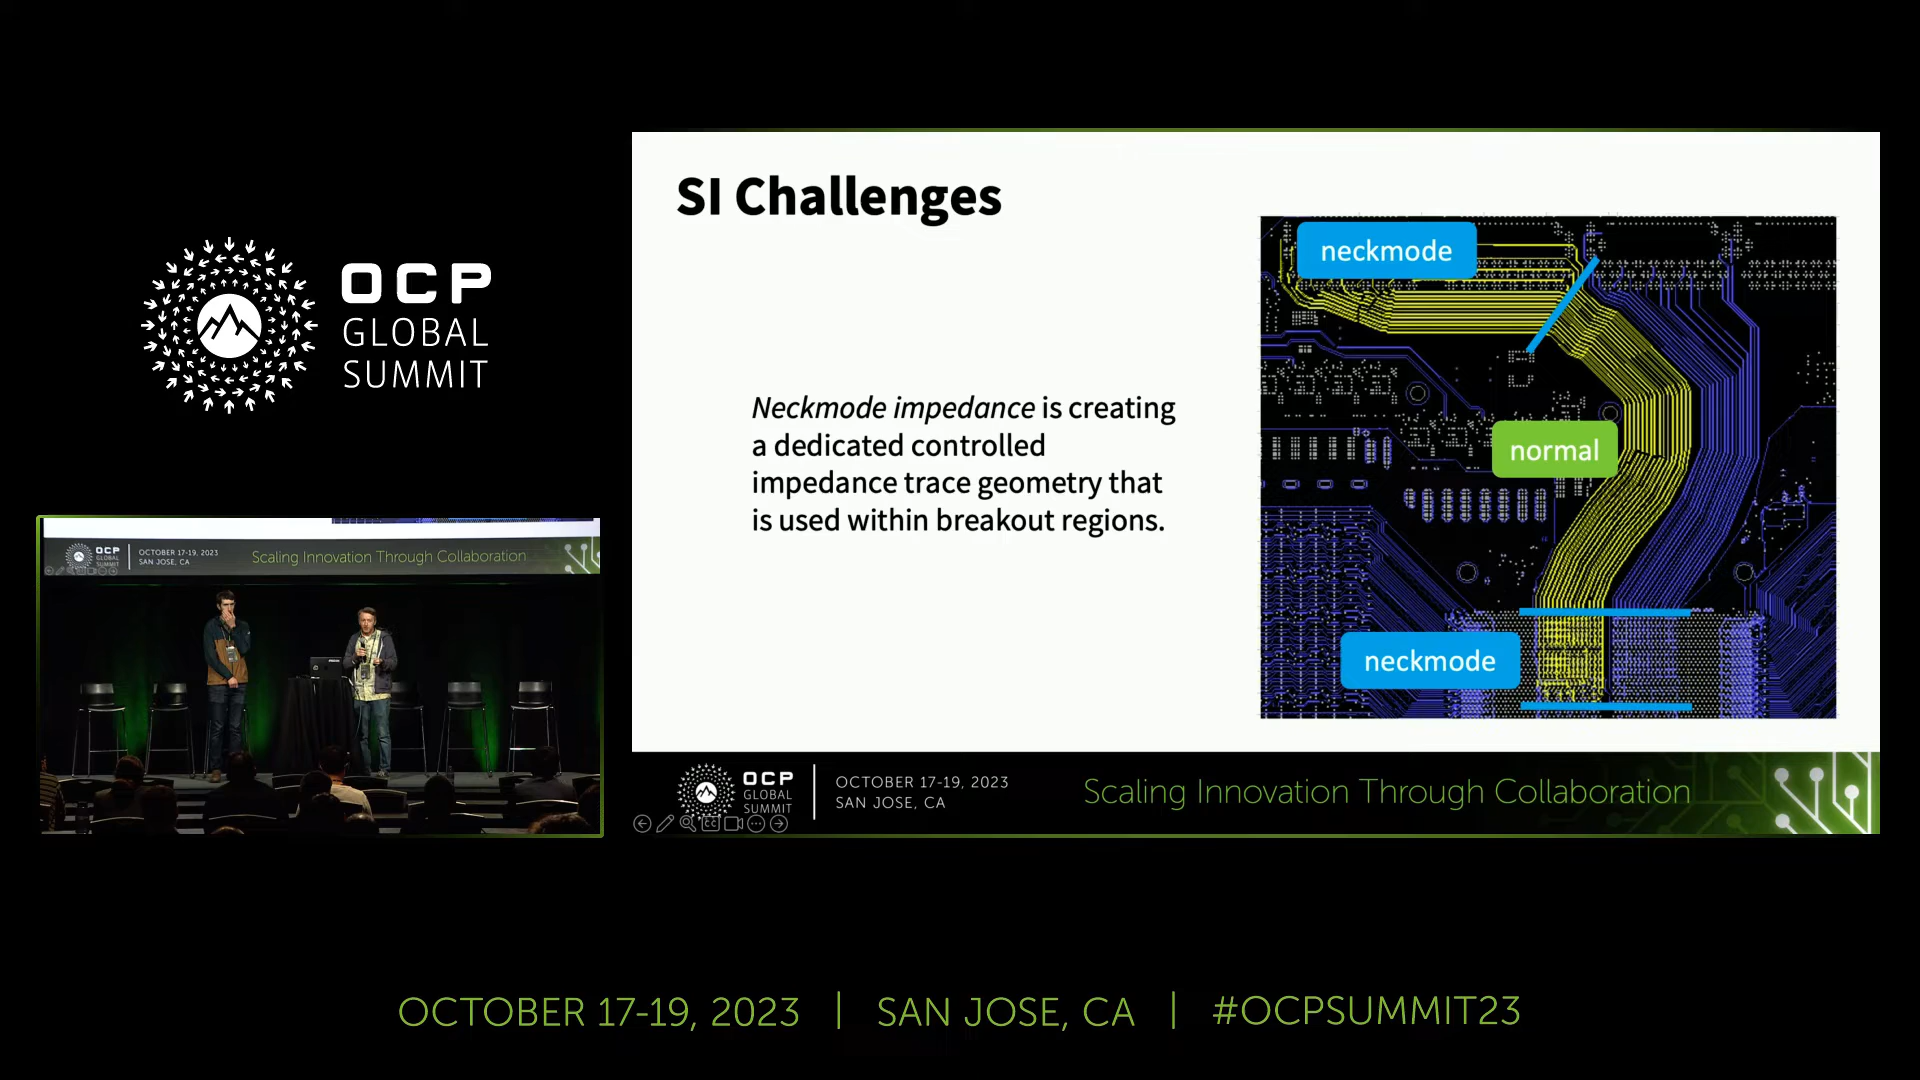 OCP
GLOBAL
SUMMIT
OCP
GLOBAL
SUMMIT
OCTOBER 17-19, 2023
SAN JOSE, CA
Scaling Innovation Through Collaboration
SI Challenges
Neckmode impedance is creating
a dedicated controlled
impedance trace geometry that
is used within breakout regions.
neckmode
normal
neckmode
OCP
GLOBAL
SUMMIT
OCTOBER 17-19, 2023
SAN JOSE, CA
Scaling Innovation Through Collaboration
OCTOBER 17-19, 2023 | SAN JOSE, CA | #OCPSUMMIT23